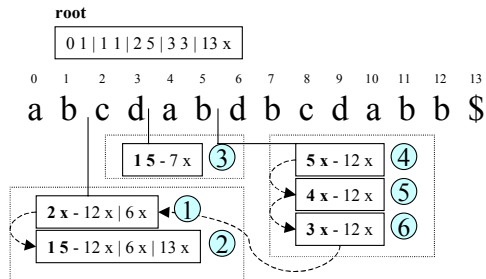 root
0 1 | 1 1 | 2 5 | 3 3 | 13 x
0 1 2 3 4 5 6 7 8 9 10 11 12 13
a b c d a b d b c d a b b $
1 5 - 7 x 3 5 x - 12 x 4
4 x - 12 x 5
2 x - 12 x | 6 x 1 3 x - 12 x 6
1 5 - 12 x | 6 x | 13 x 2